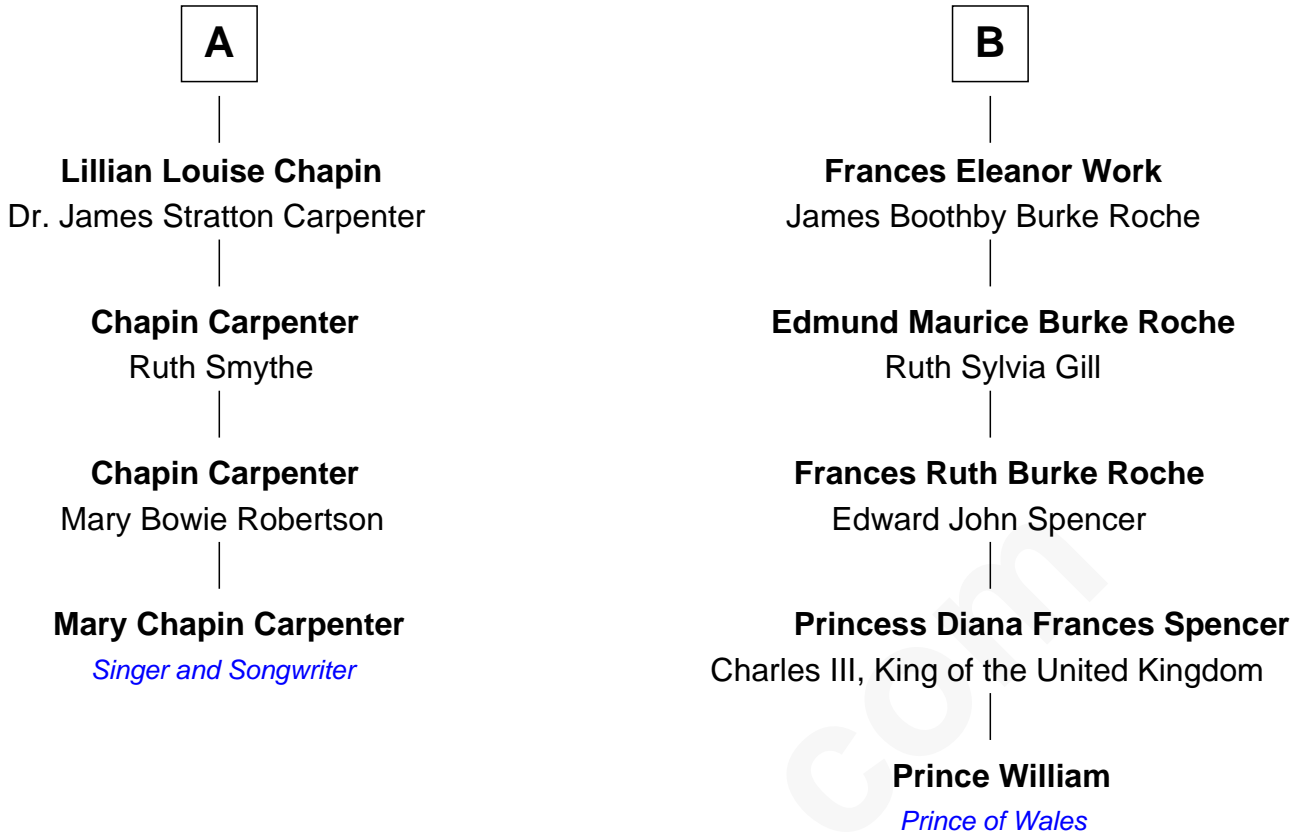 A
Lillian Louise Chapin
Dr. James Stratton Carpenter
Chapin Carpenter
Ruth Smythe
Chapin Carpenter
Mary Bowie Robertson
Mary Chapin Carpenter
Singer and Songwriter
B
Frances Eleanor Work
James Boothby Burke Roche
Edmund Maurice Burke Roche
Ruth Sylvia Gill
Frances Ruth Burke Roche
Edward John Spencer
Princess Diana Frances Spencer
Charles III, King of the United Kingdom
Prince William
Prince of Wales
com